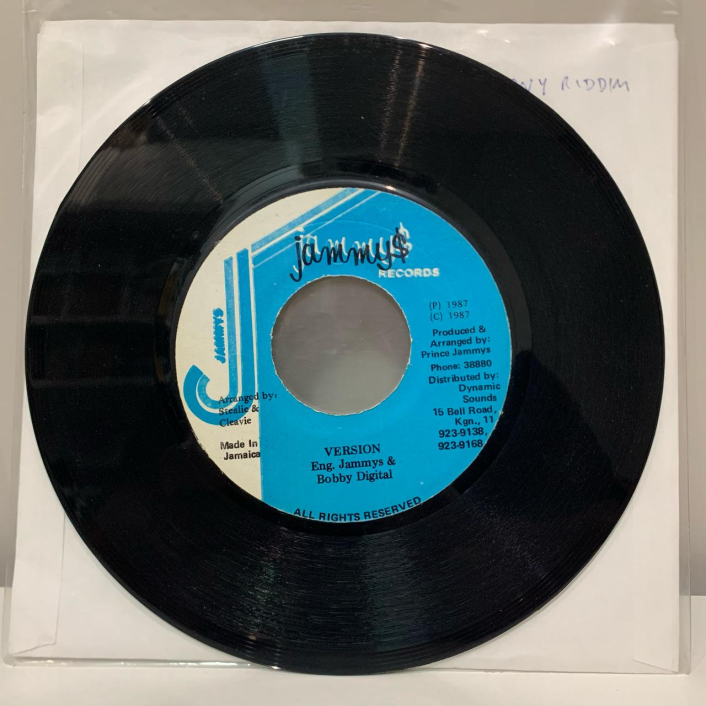 RIDDIM
jammy$
RECORDS
JAMMYS
(P) 1987
(C) 1987
Produced &
Arranged by:
Prince Jammys
Phone: 38880
Distributed by:
Dynamic
Sounds
15 Bell Road,
Kgn., 11
923-9138,
923-9168,
Arranged by:
Stealie &
Cleavie
Made In
Jamaica
VERSION
Eng. Jammys &
Bobby Digital
ALL RIGHTS RESERVED